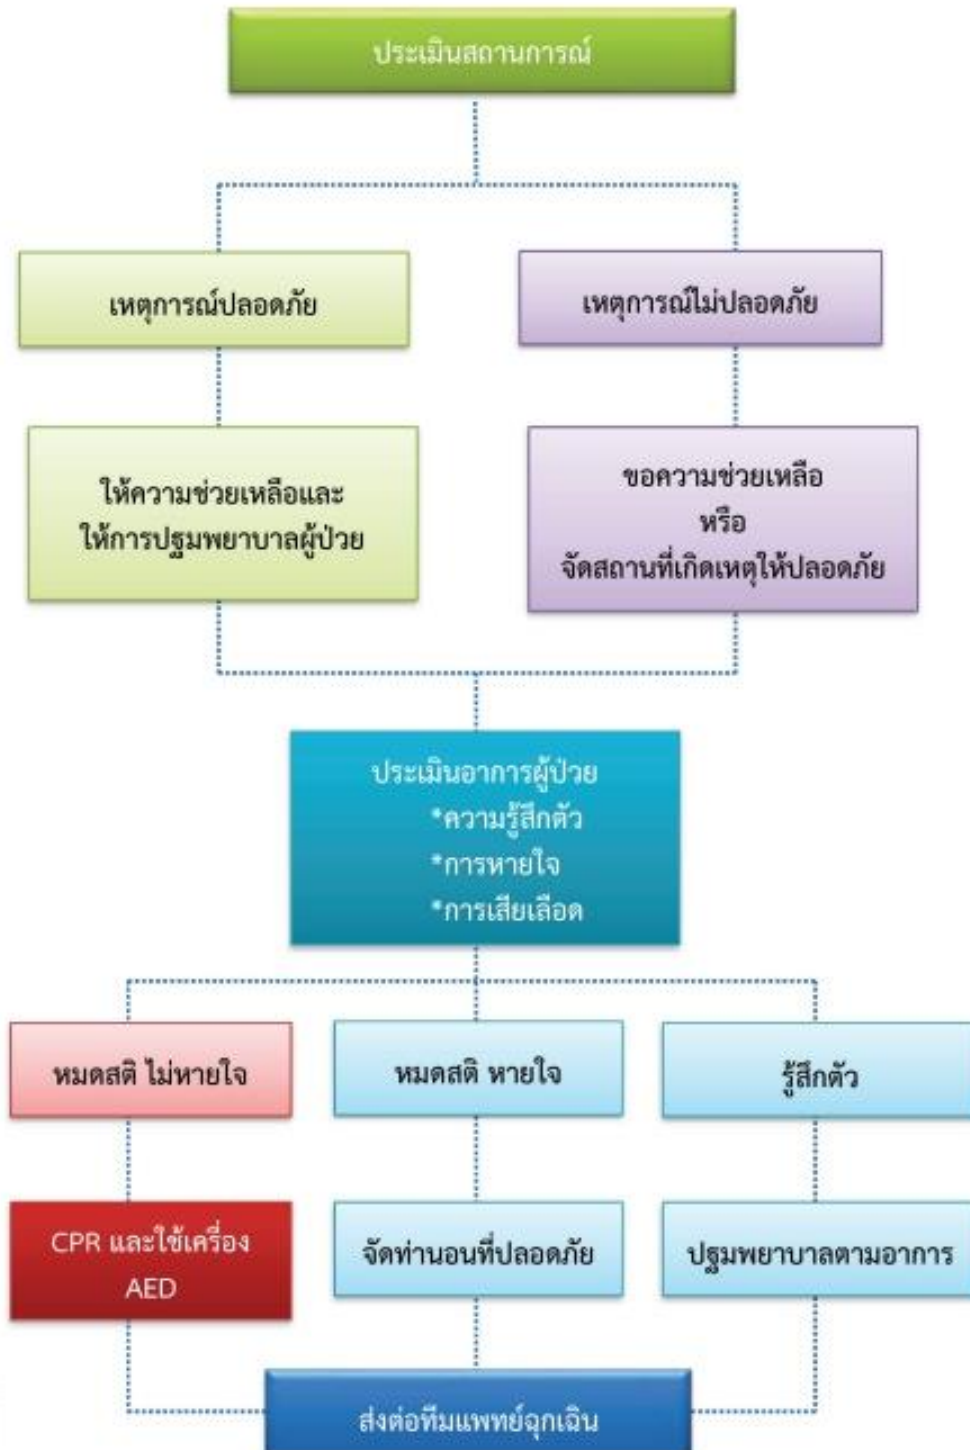 ประเมินสถานการณ์
เหตุการณ์ปลอดภัย
เหตุการณ์ไม่ปลอดภัย
ให้ความช่วยเหลือและ
ให้การปฐมพยาบาลผู้ป่วย
ขอความช่วยเหลือ
หรือ
จัดสถานที่เกิดเหตุให้ปลอดภัย
ประเมินอาการผู้ป่วย
*ความรู้สึกตัว
*การหายใจ
*การเสียเลือด
หมดสติ ไม่หายใจ
หมดสติ หายใจ
รู้สึกตัว
CPR และใช้เครื่อง
AED
จัดท่านอนที่ปลอดภัย
ปฐมพยาบาลตามอาการ
ส่งต่อทีมแพทย์ฉุกเฉิน